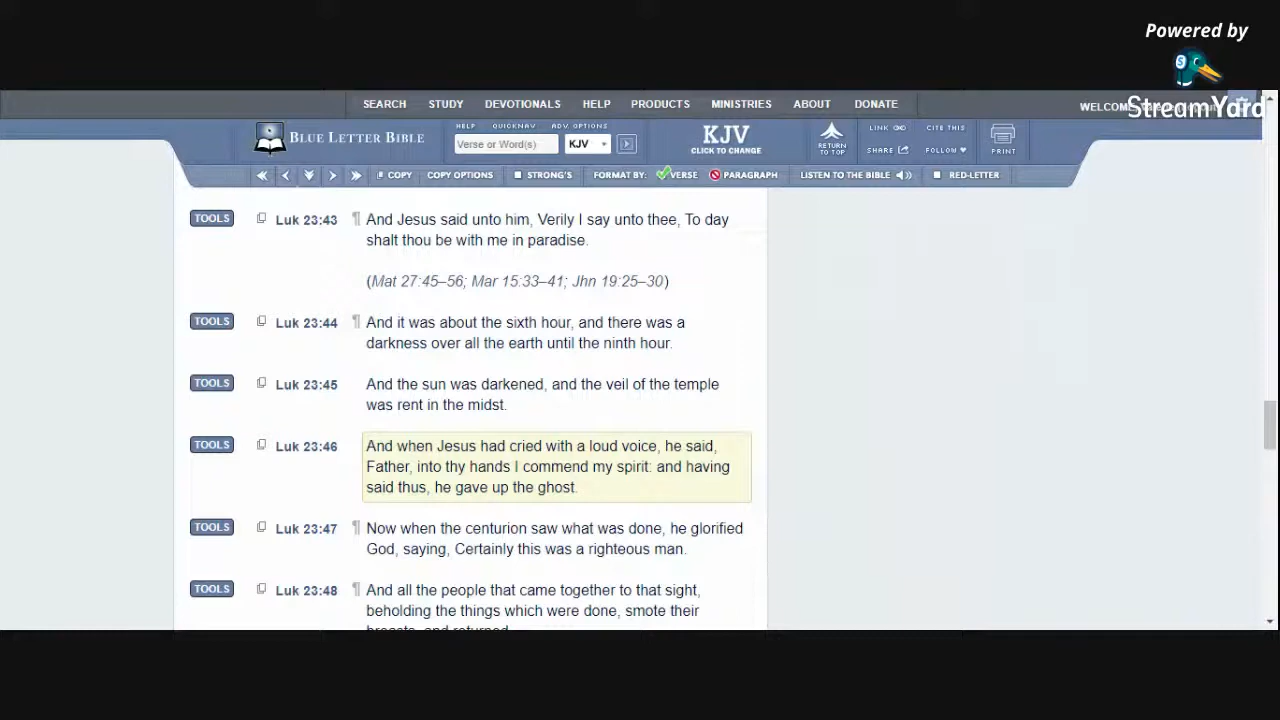 Powered by
StreamYard
SEARCH STUDY DEVOTIONALS HELP PRODUCTS MINISTRIES ABOUT DONATE WELCOME
BLUE LETTER BIBLE
HELP QUICKNAV ADV. OPTIONS
Verse or Word(s) KJV
KJV
CLICK TO CHANGE
RETURN
TO TOP
LINK CITE THIS
SHARE FOLLOW
PRINT
COPY COPY OPTIONS STRONG'S FORMAT BY: VERSE PARAGRAPH LISTEN TO THE BIBLE RED-LETTER
TOOLS Luk 23:43 ¶ And Jesus said unto him, Verily I say unto thee, To day
shalt thou be with me in paradise.
(Mat 27:45–56; Mar 15:33–41; Jhn 19:25–30)
TOOLS Luk 23:44 ¶ And it was about the sixth hour, and there was a
darkness over all the earth until the ninth hour.
TOOLS Luk 23:45 And the sun was darkened, and the veil of the temple
was rent in the midst.
TOOLS Luk 23:46 And when Jesus had cried with a loud voice, he said,
Father, into thy hands I commend my spirit: and having
said thus, he gave up the ghost.
TOOLS Luk 23:47 ¶ Now when the centurion saw what was done, he glorified
God, saying, Certainly this was a righteous man.
TOOLS Luk 23:48 ¶ And all the people that came together to that sight,
beholding the things which were done, smote their
breasts, and returned.